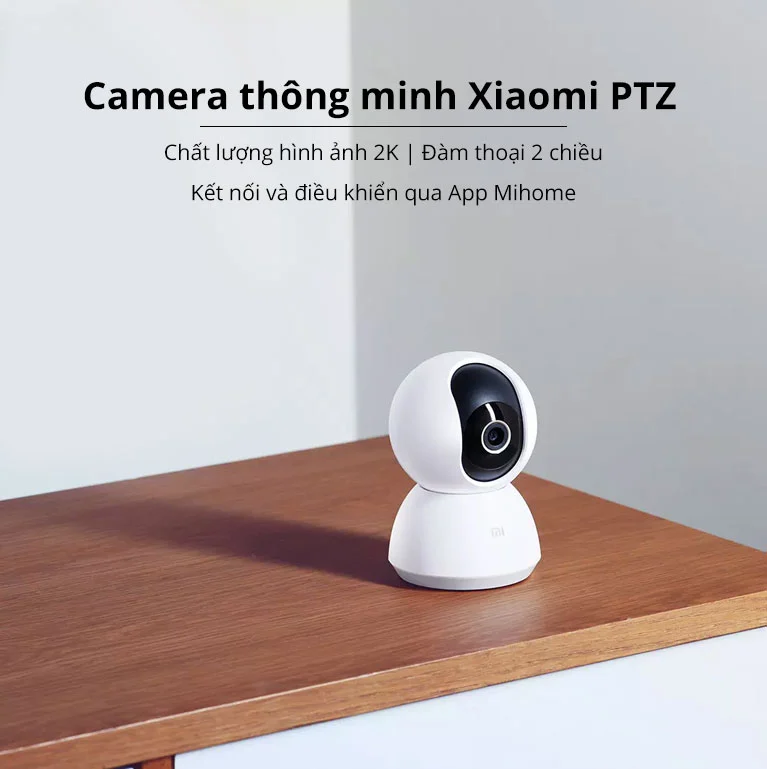 Camera thông minh Xiaomi PTZ
Chất lượng hình ảnh 2K | Đàm thoại 2 chiều
Kết nối và điều khiển qua App Mihome